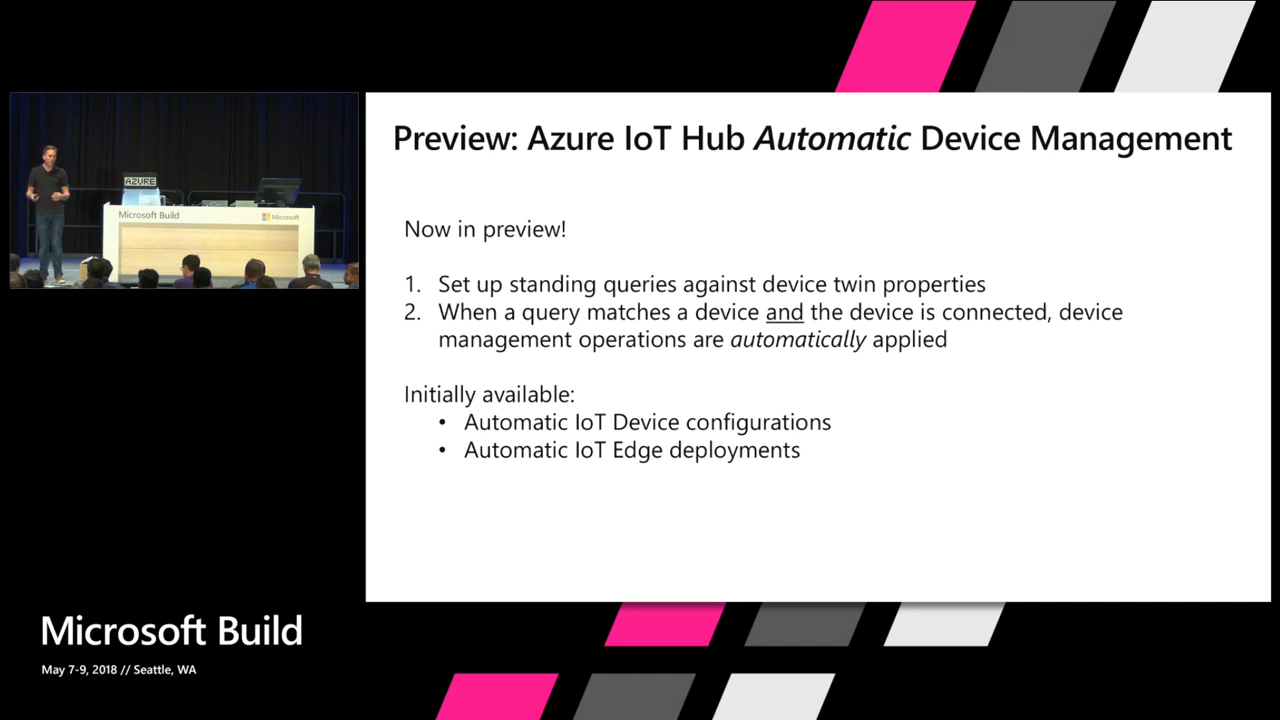 Preview: Azure IoT Hub Automatic Device Management
AZURE
Microsoft Build
Microsoft
Now in preview!
1. Set up standing queries against device twin properties
2. When a query matches a device and the device is connected, device
management operations are automatically applied
Initially available:
• Automatic IoT Device configurations
• Automatic IoT Edge deployments
Microsoft Build
May 7-9, 2018 // Seattle, WA